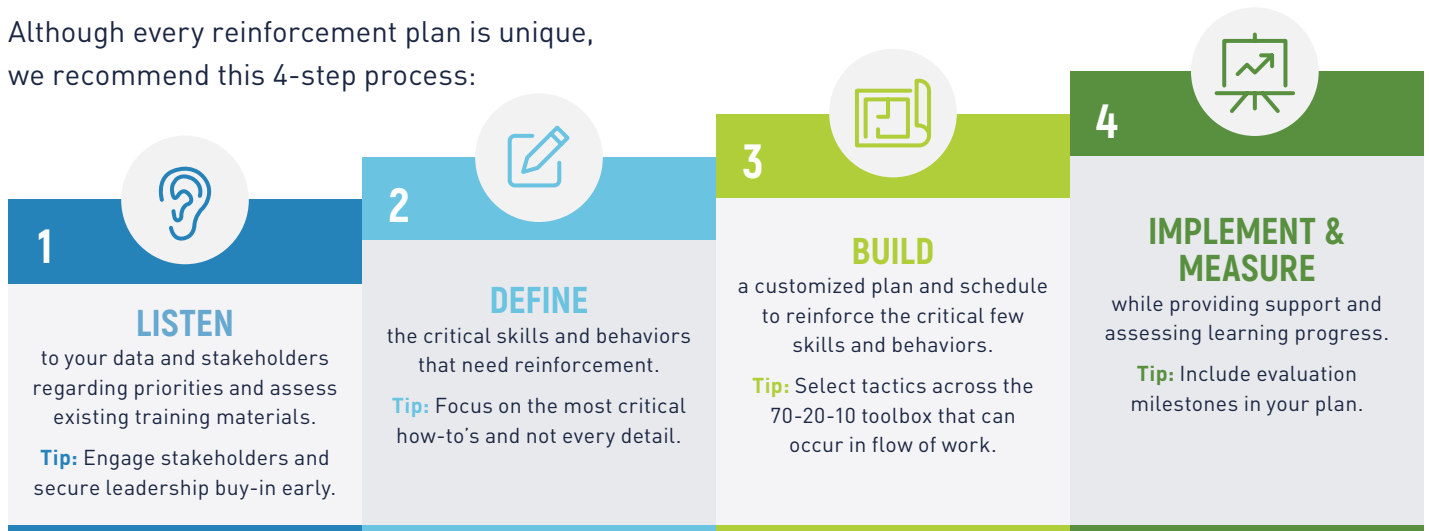 Although every reinforcement plan is unique,
we recommend this 4-step process:
1
LISTEN
to your data and stakeholders
regarding priorities and assess
existing training materials.
Tip: Engage stakeholders and
secure leadership buy-in early.
2
DEFINE
the critical skills and behaviors
that need reinforcement.
Tip: Focus on the most critical
how-to's and not every detail.
3
BUILD
a customized plan and schedule
to reinforce the critical few
skills and behaviors.
Tip: Select tactics across the
70-20-10 toolbox that can
occur in flow of work.
4
IMPLEMENT &
MEASURE
while providing support and
assessing learning progress.
Tip: Include evaluation
milestones in your plan.